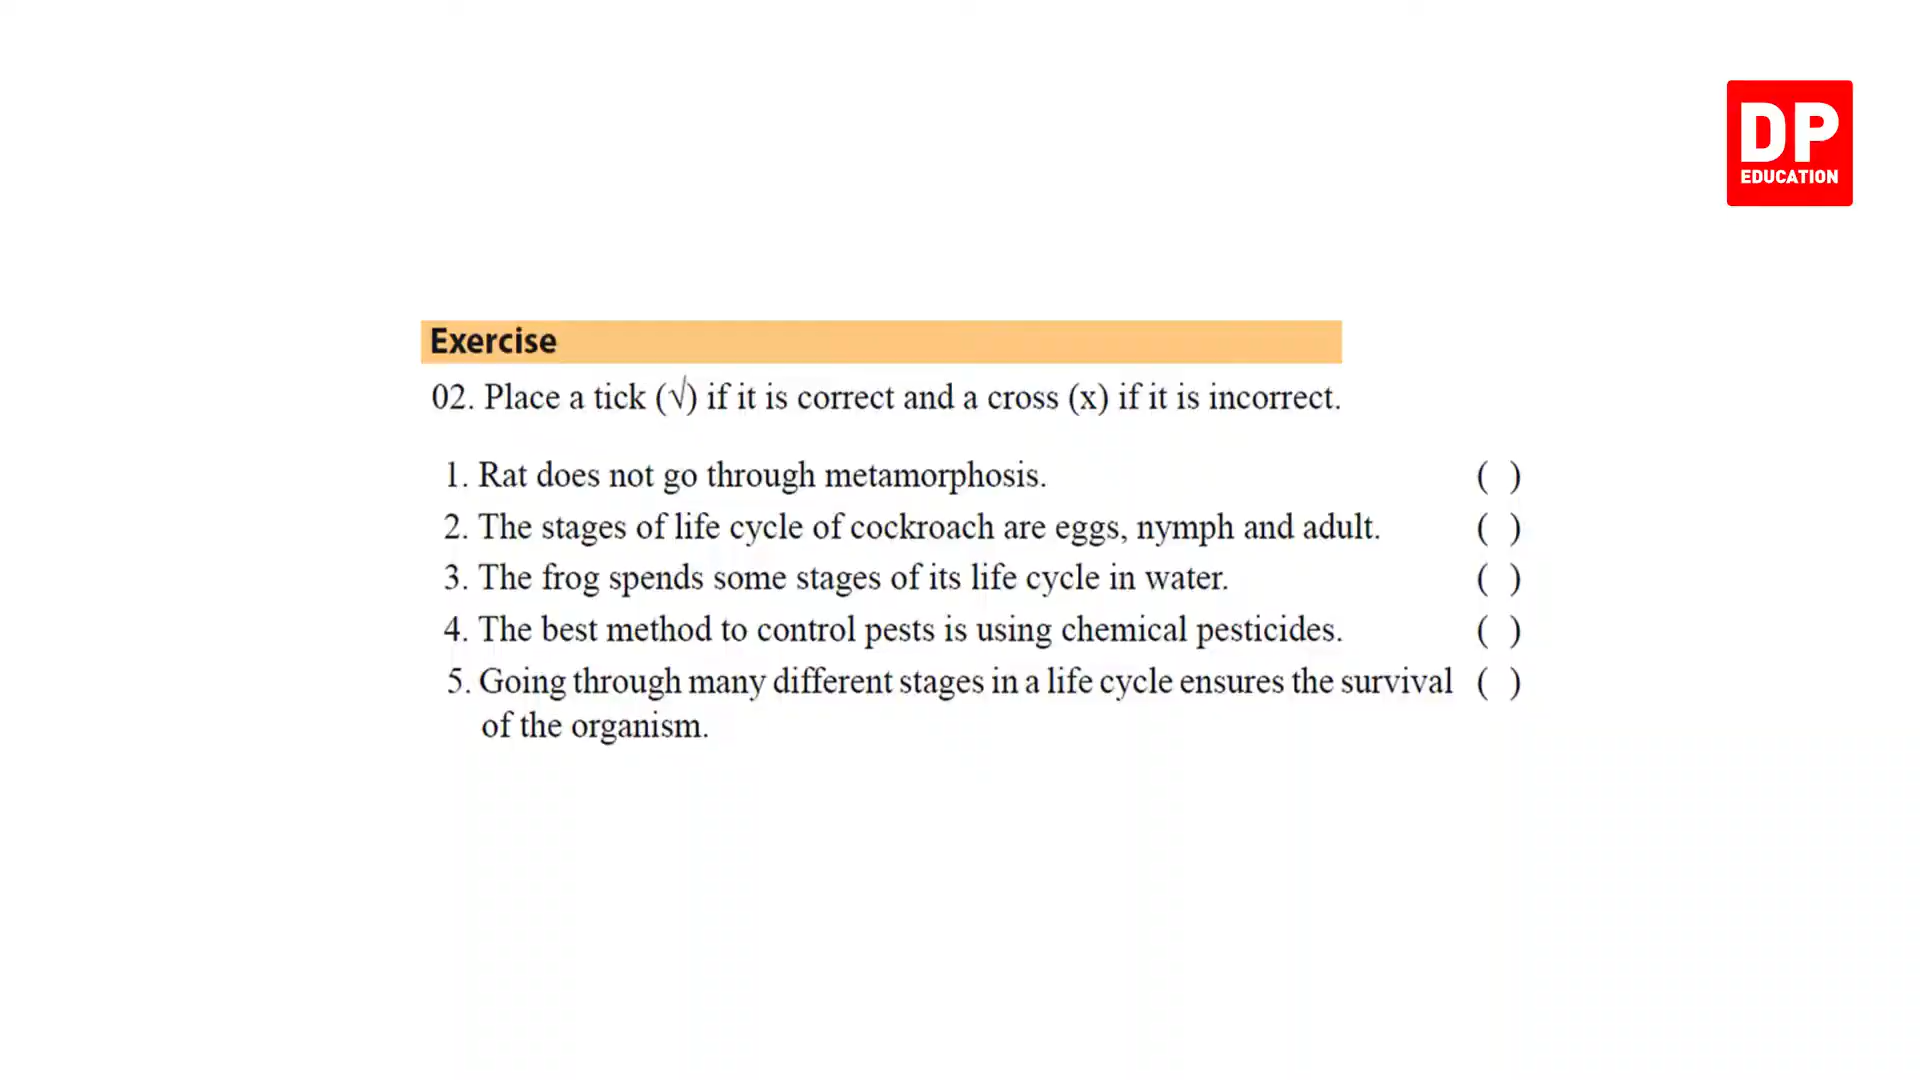 DP
EDUCATION
Exercise
02. Place a tick (√) if it is correct and a cross (x) if it is incorrect.
1. Rat does not go through metamorphosis. ( )
2. The stages of life cycle of cockroach are eggs, nymph and adult. ( )
3. The frog spends some stages of its life cycle in water. ( )
4. The best method to control pests is using chemical pesticides. ( )
5. Going through many different stages in a life cycle ensures the survival ( )
of the organism.